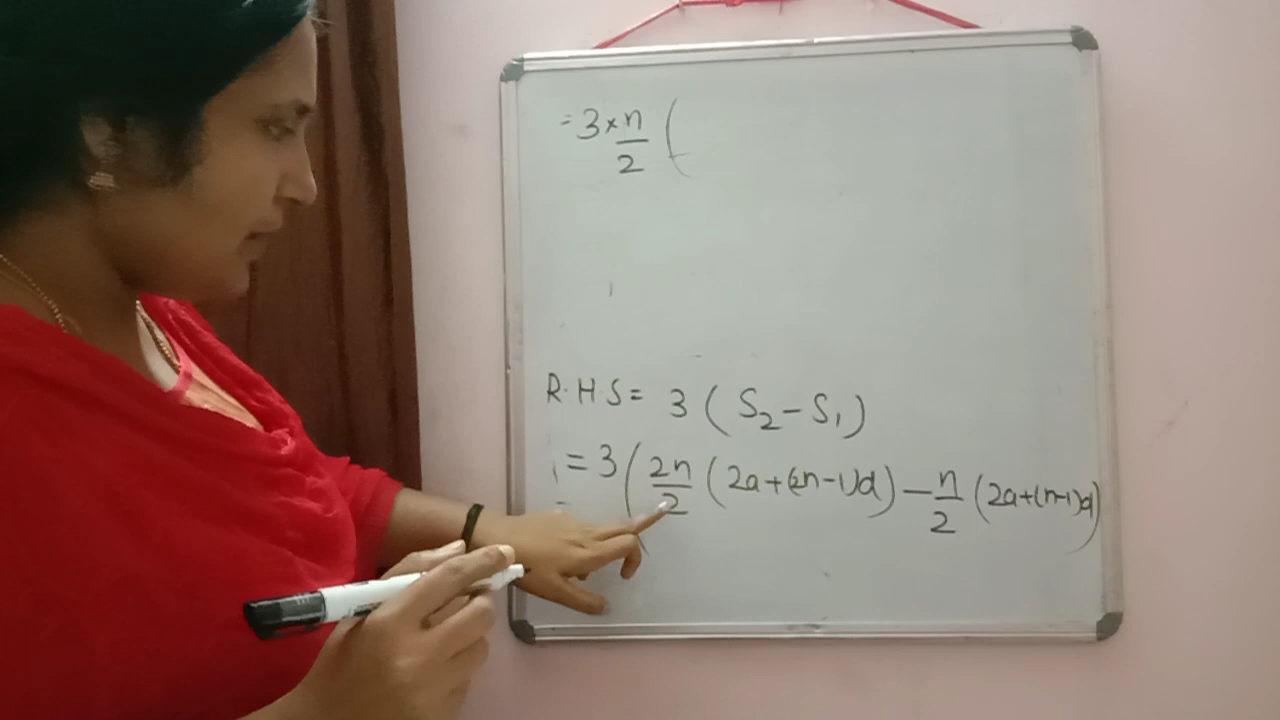 = 3 × n/2 (
R.H.S = 3 ( S₂ - S₁ )
= 3 ( 2n/2 ( 2a + (2n-1)d ) - n/2 ( 2a + (n-1)d )